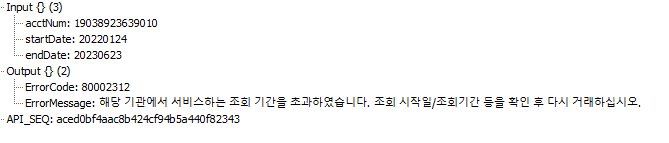 Input {} (3)
acctNum: 19038923639010
startDate: 20220124
endDate: 20230623
Output {} (2)
ErrorCode: 80002312
ErrorMessage: 해당 기관에서 서비스하는 조회 기간을 초과하였습니다. 조회 시작일/조회기간 등을 확인 후 다시 거래하십시오.
API_SEQ: aced0bf4aac8b424cf94b5a440f82343